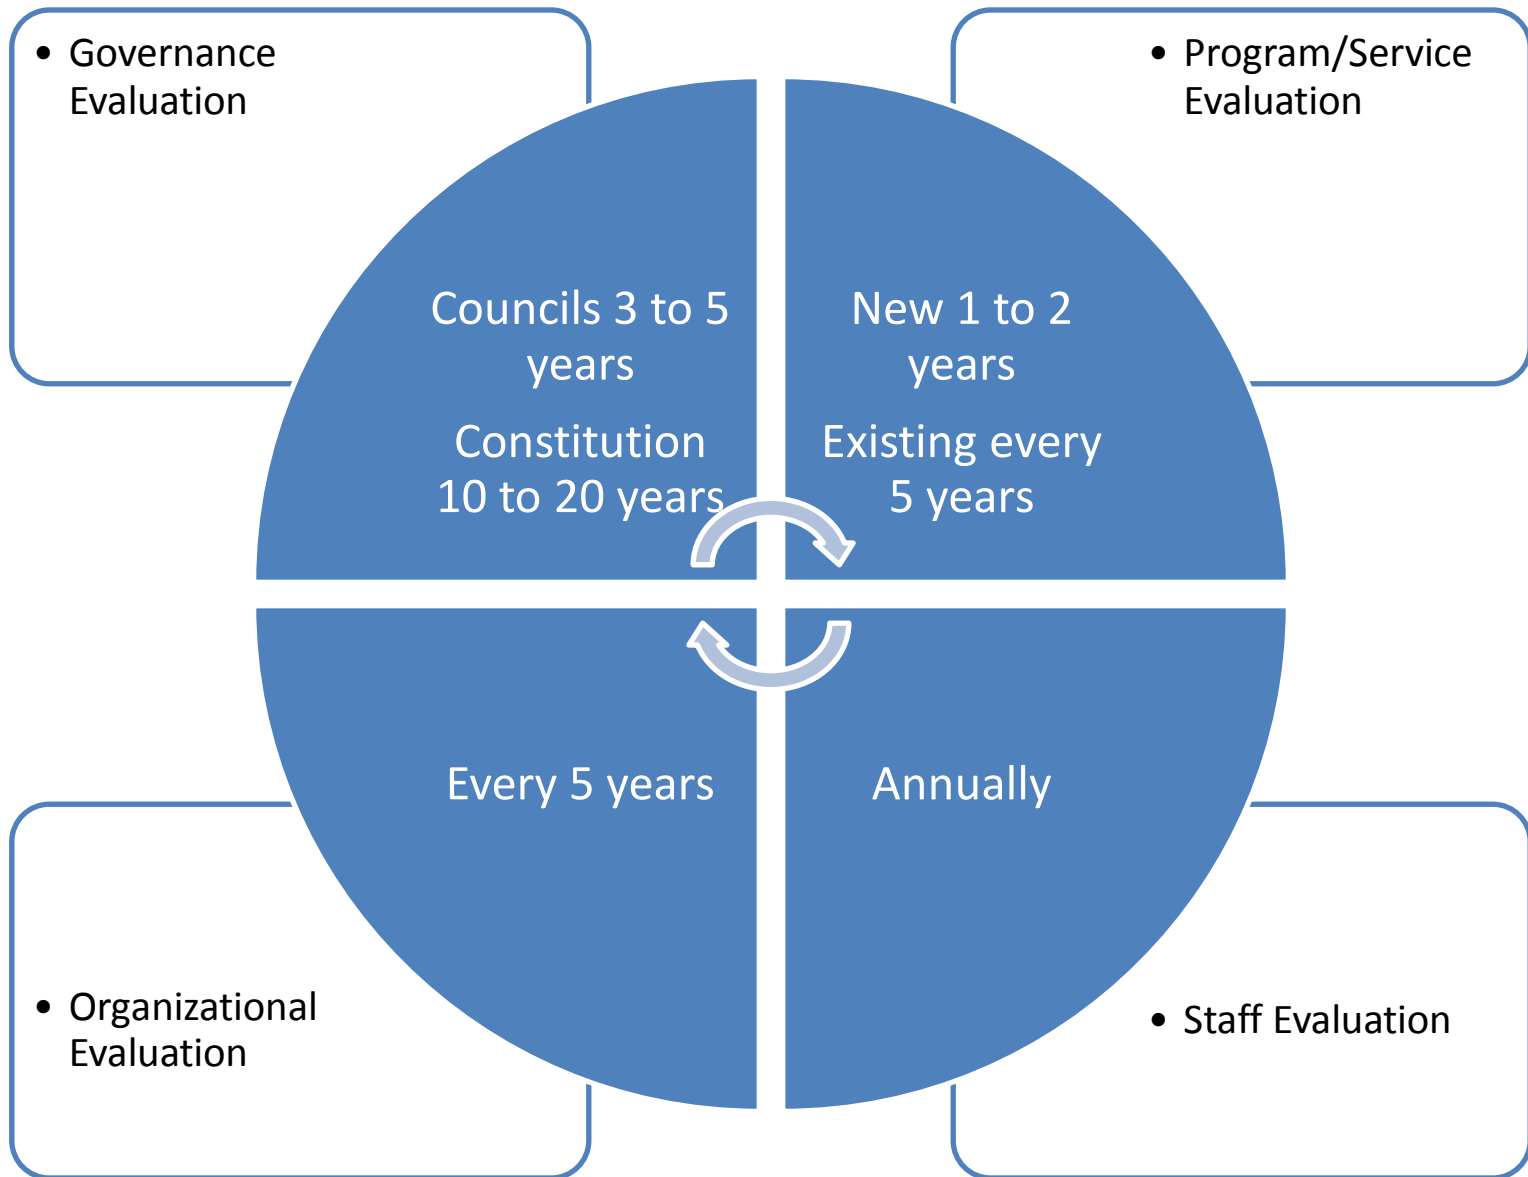 • Governance
Evaluation
• Program/Service
Evaluation
Councils 3 to 5
years
Constitution
10 to 20 years
New 1 to 2
years
Existing every
5 years
Every 5 years
Annually
• Organizational
Evaluation
• Staff Evaluation